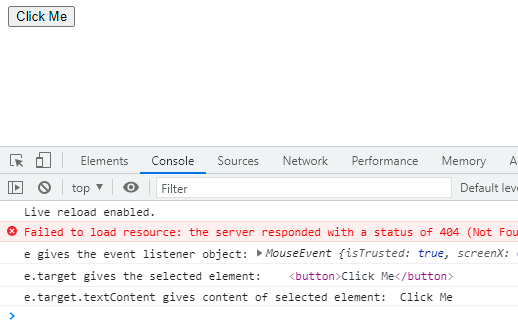 Click Me
Elements Console Sources Network Performance Memory A
top ▼ Filter Default leve
Live reload enabled.
Failed to load resource: the server responded with a status of 404 (Not Fou
e gives the event listener object: ▶ MouseEvent {isTrusted: true, screenX:
e.target gives the selected element: <button>Click Me</button>
e.target.textContent gives content of selected element: Click Me
>